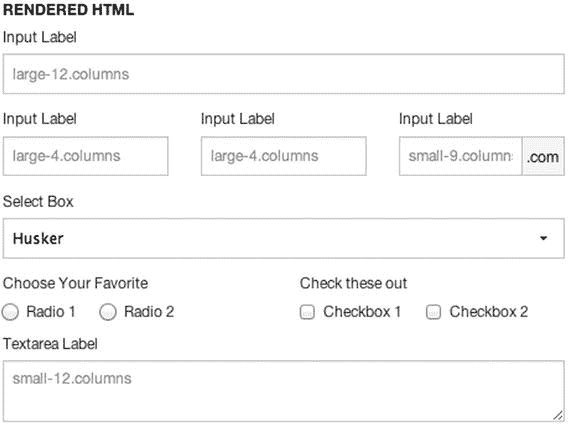 RENDERED HTML
Input Label
large-12.columns
Input Label Input Label Input Label
large-4.columns large-4.columns small-9.column: .com
Select Box
Husker
Choose Your Favorite Check these out
Radio 1 Radio 2 Checkbox 1 Checkbox 2
Textarea Label
small-12.columns